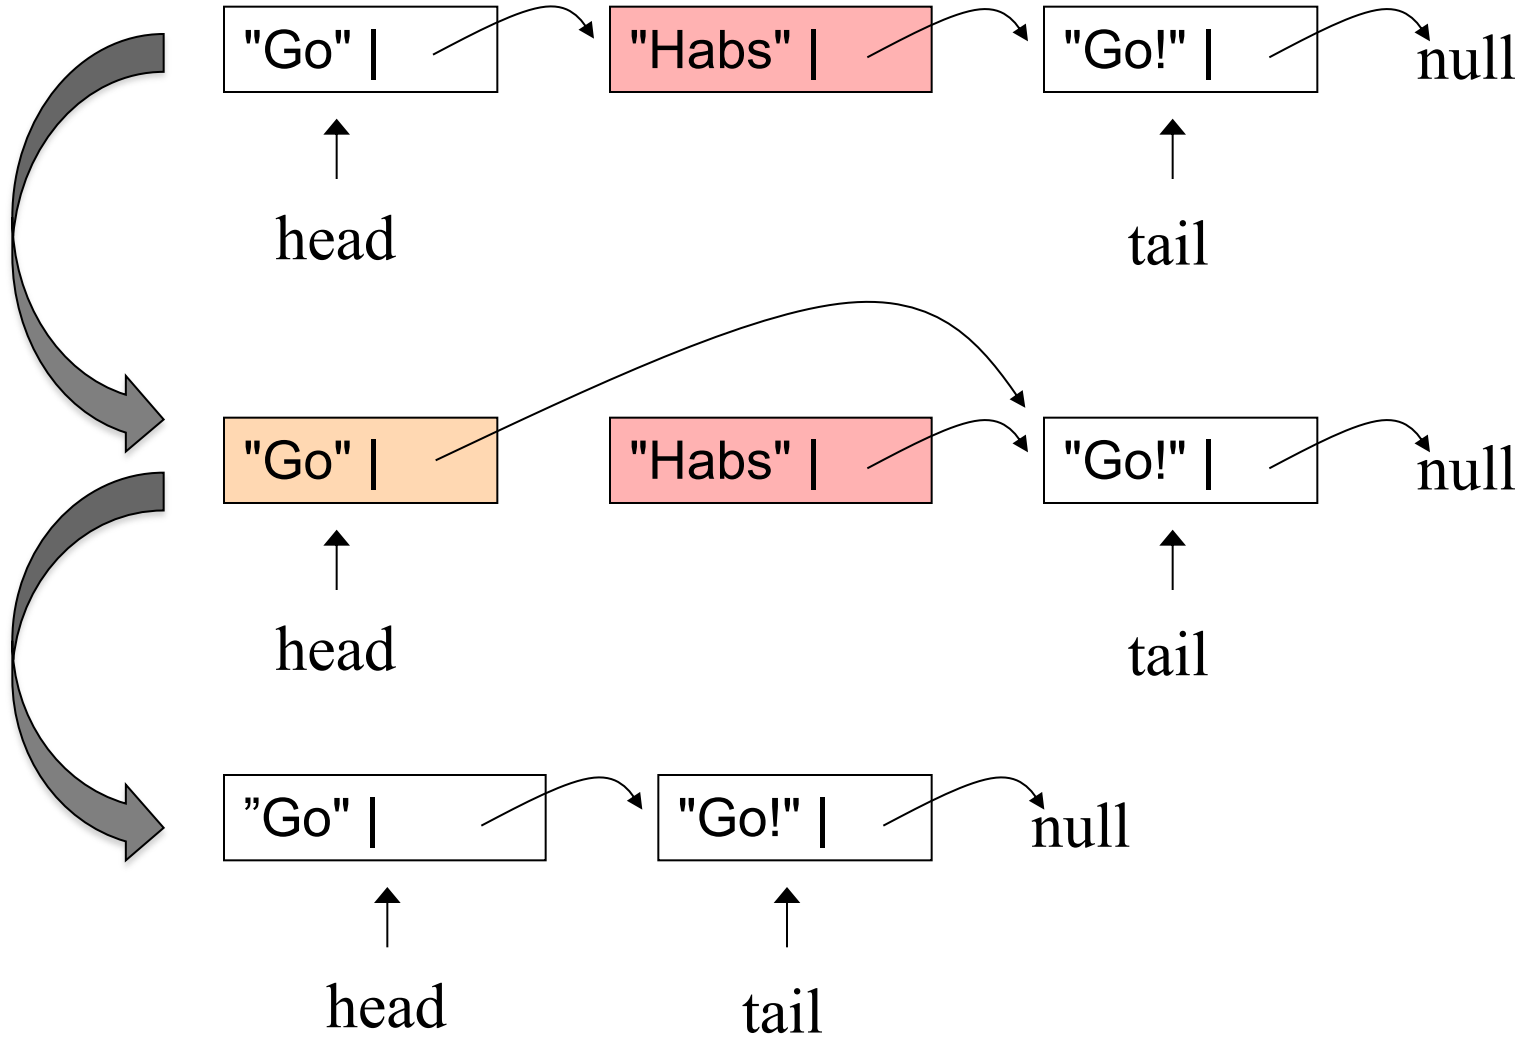 "Go" | "Habs" | "Go!" | null
head tail
"Go" | "Habs" | "Go!" | null
head tail
”Go" | "Go!" | null
head tail